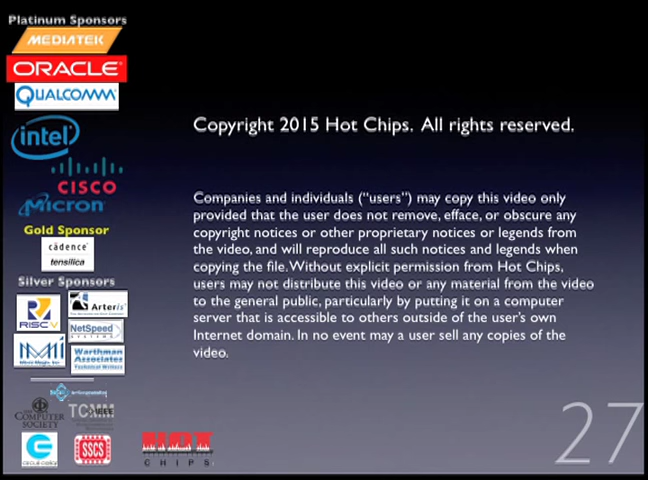 Platinum Sponsors
MEDIATEK
ORACLE
QUALCOMM
intel
CISCO
Micron
Gold Sponsor
cādence
tensilica
Silver Sponsors
RISC V
Arteris
NetSpeed
SYSTEMS
Warthman
Associates
Technical Writers
COMPUTER
SOCIETY
TCMM
IEEE
SSCS
HOT
CHIPS
Copyright 2015 Hot Chips. All rights reserved.
Companies and individuals (“users”) may copy this video only
provided that the user does not remove, efface, or obscure any
copyright notices or other proprietary notices or legends from
the video, and will reproduce all such notices and legends when
copying the file. Without explicit permission from Hot Chips,
users may not distribute this video or any material from the video
to the general public, particularly by putting it on a computer
server that is accessible to others outside of the user’s own
Internet domain. In no event may a user sell any copies of the
video.
27